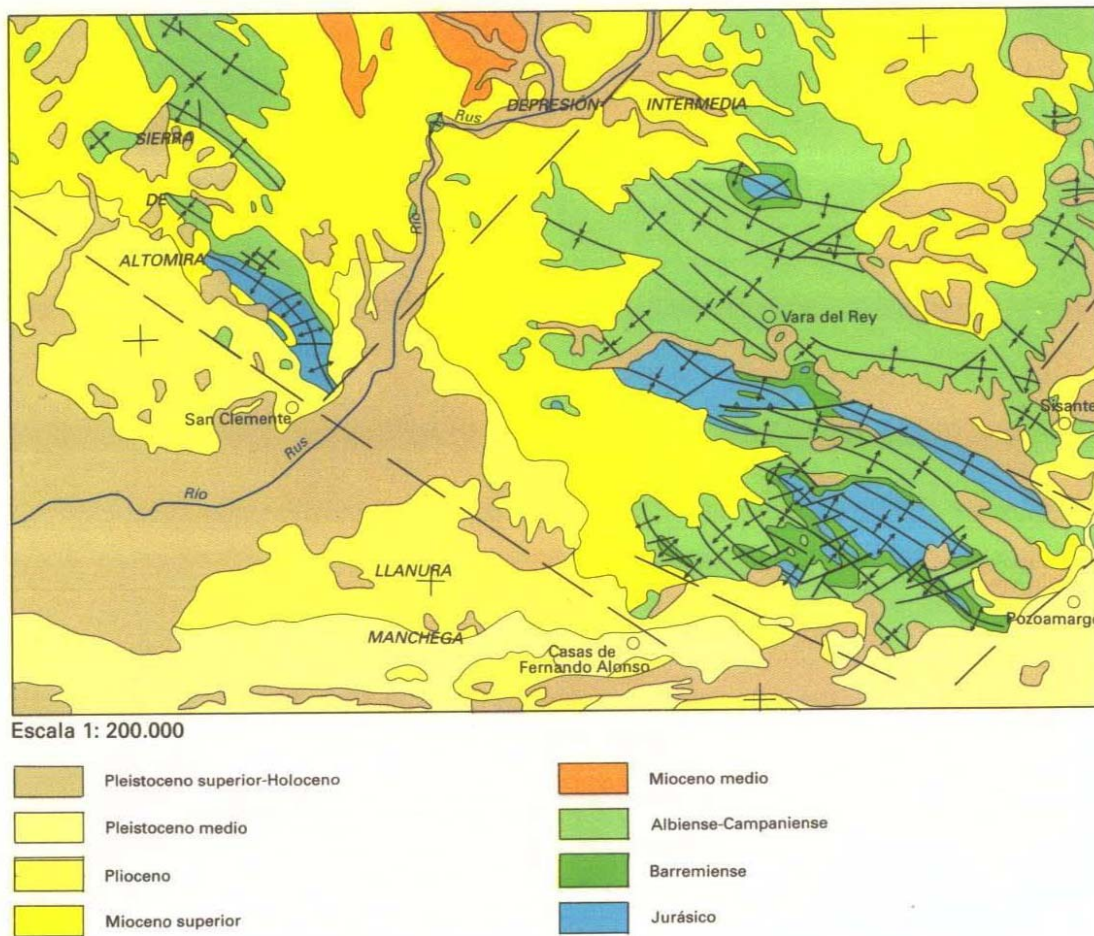 Rus
DEPRESIÓN INTERMEDIA
SIERRA
DE
Río
ALTOMIRA
Vara del Rey
San Clemente
Sisante
Rus
Río
LLANURA
MANCHEGA
Pozoamargo
Casas de
Fernando Alonso
Escala 1: 200.000
Pleistoceno superior-Holoceno
Pleistoceno medio
Plioceno
Mioceno superior
Mioceno medio
Albiense-Campaniense
Barremiense
Jurásico